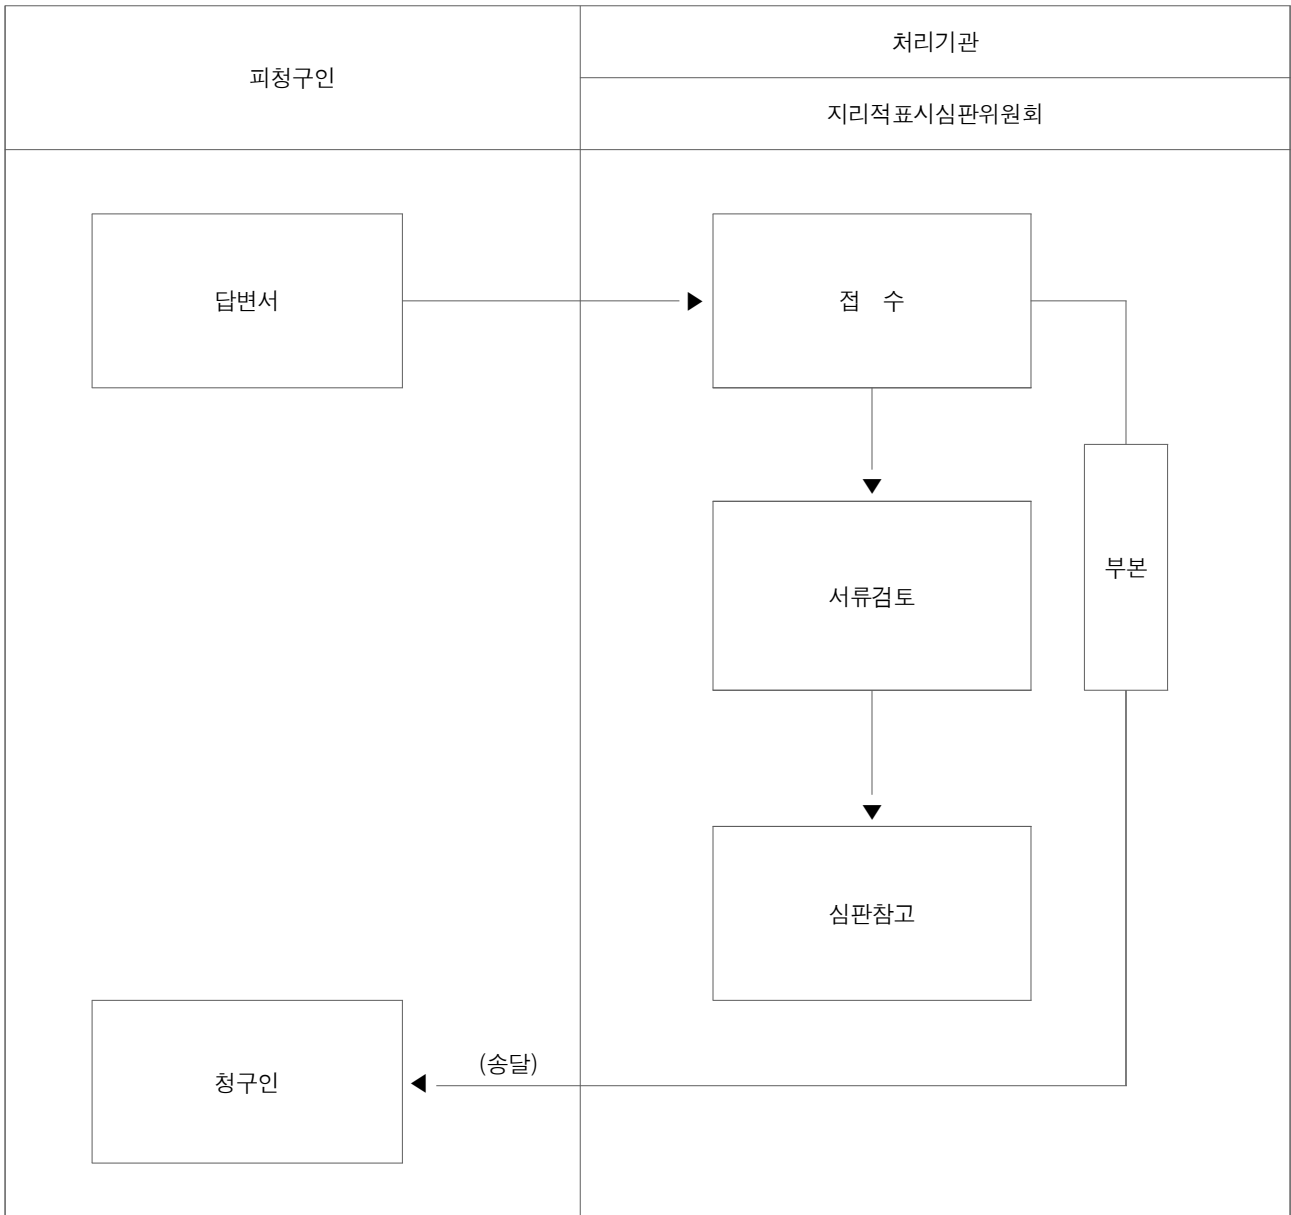 피청구인
처리기관
지리적표시심판위원회
답변서
접 수
부본
서류검토
심판참고
(송달)
청구인